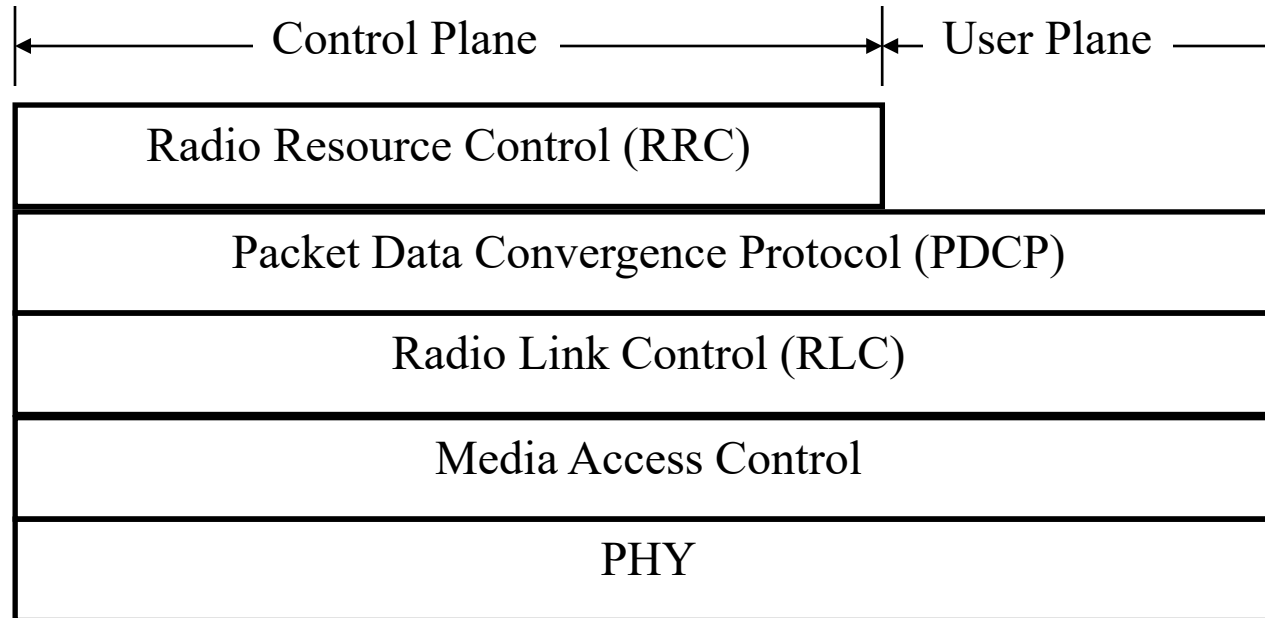 Control Plane
User Plane
Radio Resource Control (RRC)
Packet Data Convergence Protocol (PDCP)
Radio Link Control (RLC)
Media Access Control
PHY